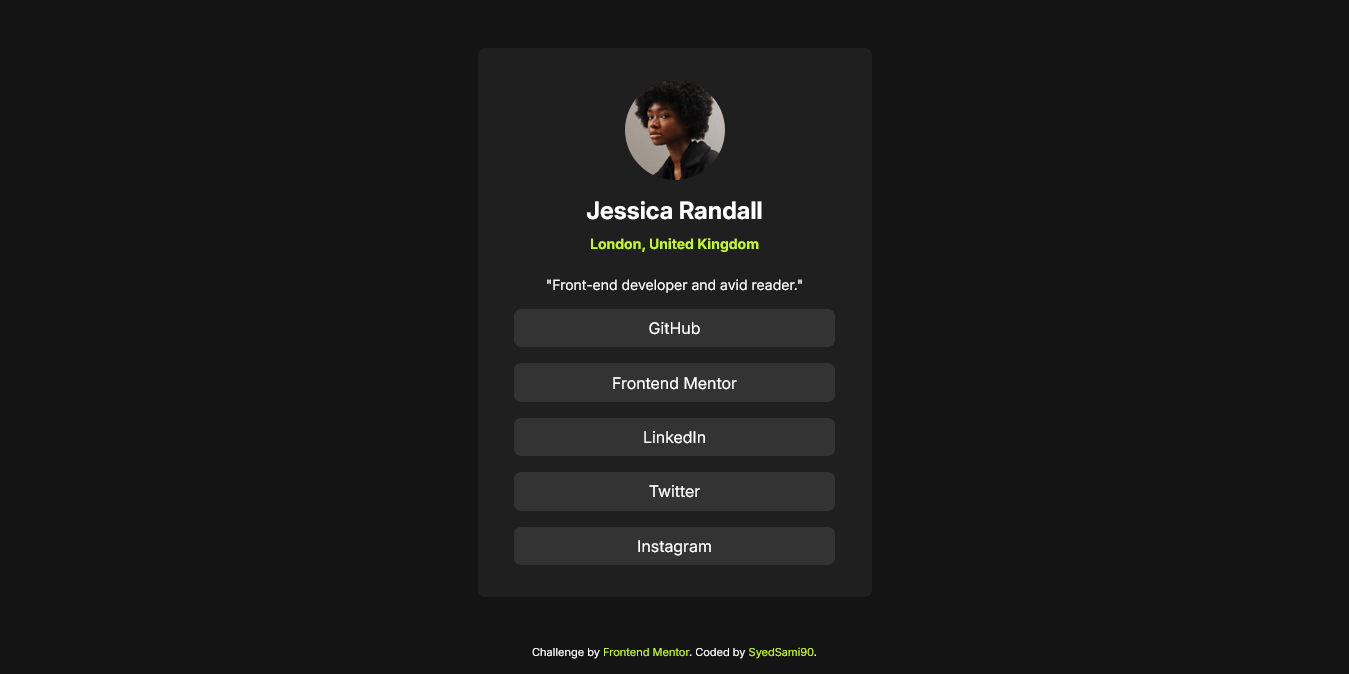 Jessica Randall
London, United Kingdom
"Front-end developer and avid reader."
GitHub
Frontend Mentor
LinkedIn
Twitter
Instagram
Challenge by Frontend Mentor. Coded by SyedSami90.